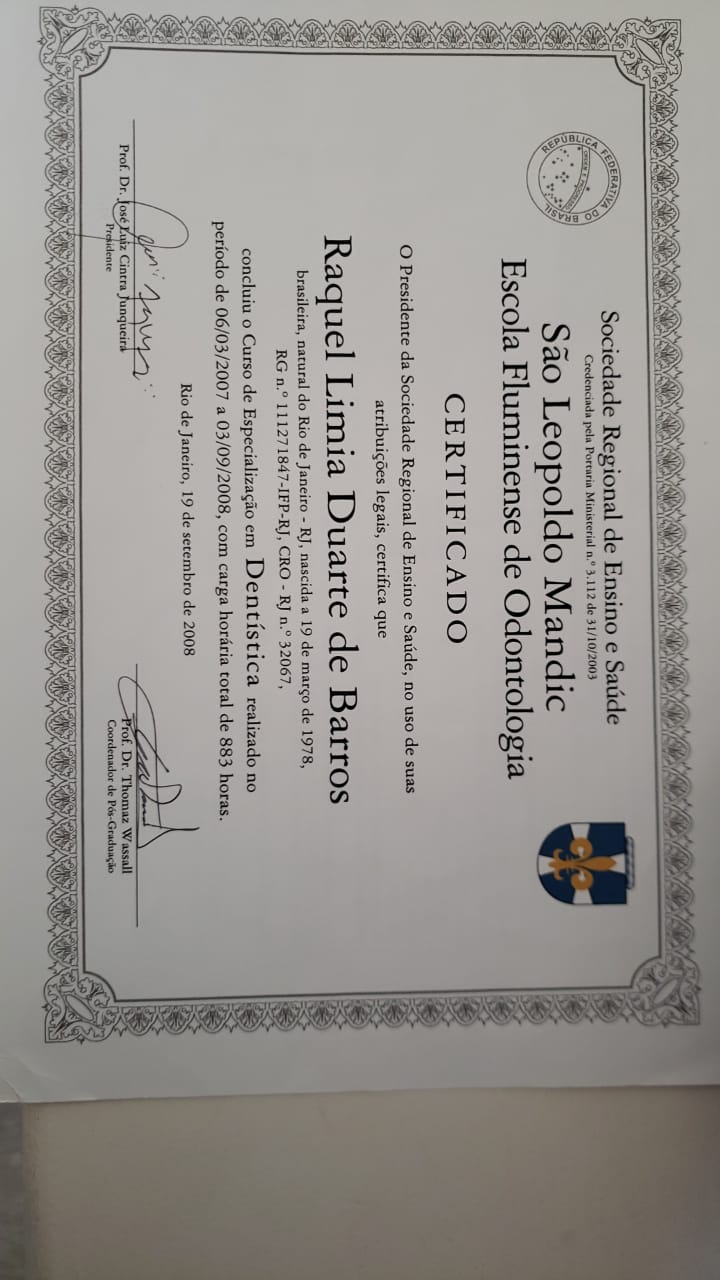 REPÚBLICA FEDERATIVA DO BRASIL
Sociedade Regional de Ensino e Saúde
Credenciada pela Portaria Ministerial n.º 3.112 de 31/10/2003
São Leopoldo Mandic
Escola Fluminense de Odontologia
CERTIFICADO
O Presidente da Sociedade Regional de Ensino e Saúde, no uso de suas
atribuições legais, certifica que
Raquel Limia Duarte de Barros
brasileira, natural do Rio de Janeiro - RJ, nascida a 19 de março de 1978,
RG n.º 111271847-IFP-RJ, CRO - RJ n.º 32067,
concluiu o Curso de Especialização em Dentística realizado no
período de 06/03/2007 a 03/09/2008, com carga horária total de 883 horas.
Rio de Janeiro, 19 de setembro de 2008
Prof. Dr. José Luiz Cintra Junqueira
Presidente
Prof. Dr. Thomaz Wassall
Coordenador de Pós-Graduação